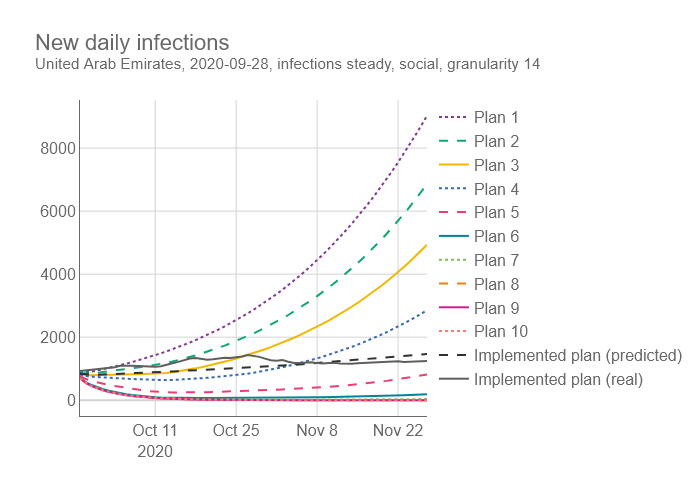 New daily infections
United Arab Emirates, 2020-09-28, infections steady, social, granularity 14
8000
6000
4000
2000
0
Oct 11
2020
Oct 25
Nov 8
Nov 22
Plan 1
Plan 2
Plan 3
Plan 4
Plan 5
Plan 6
Plan 7
Plan 8
Plan 9
Plan 10
Implemented plan (predicted)
Implemented plan (real)